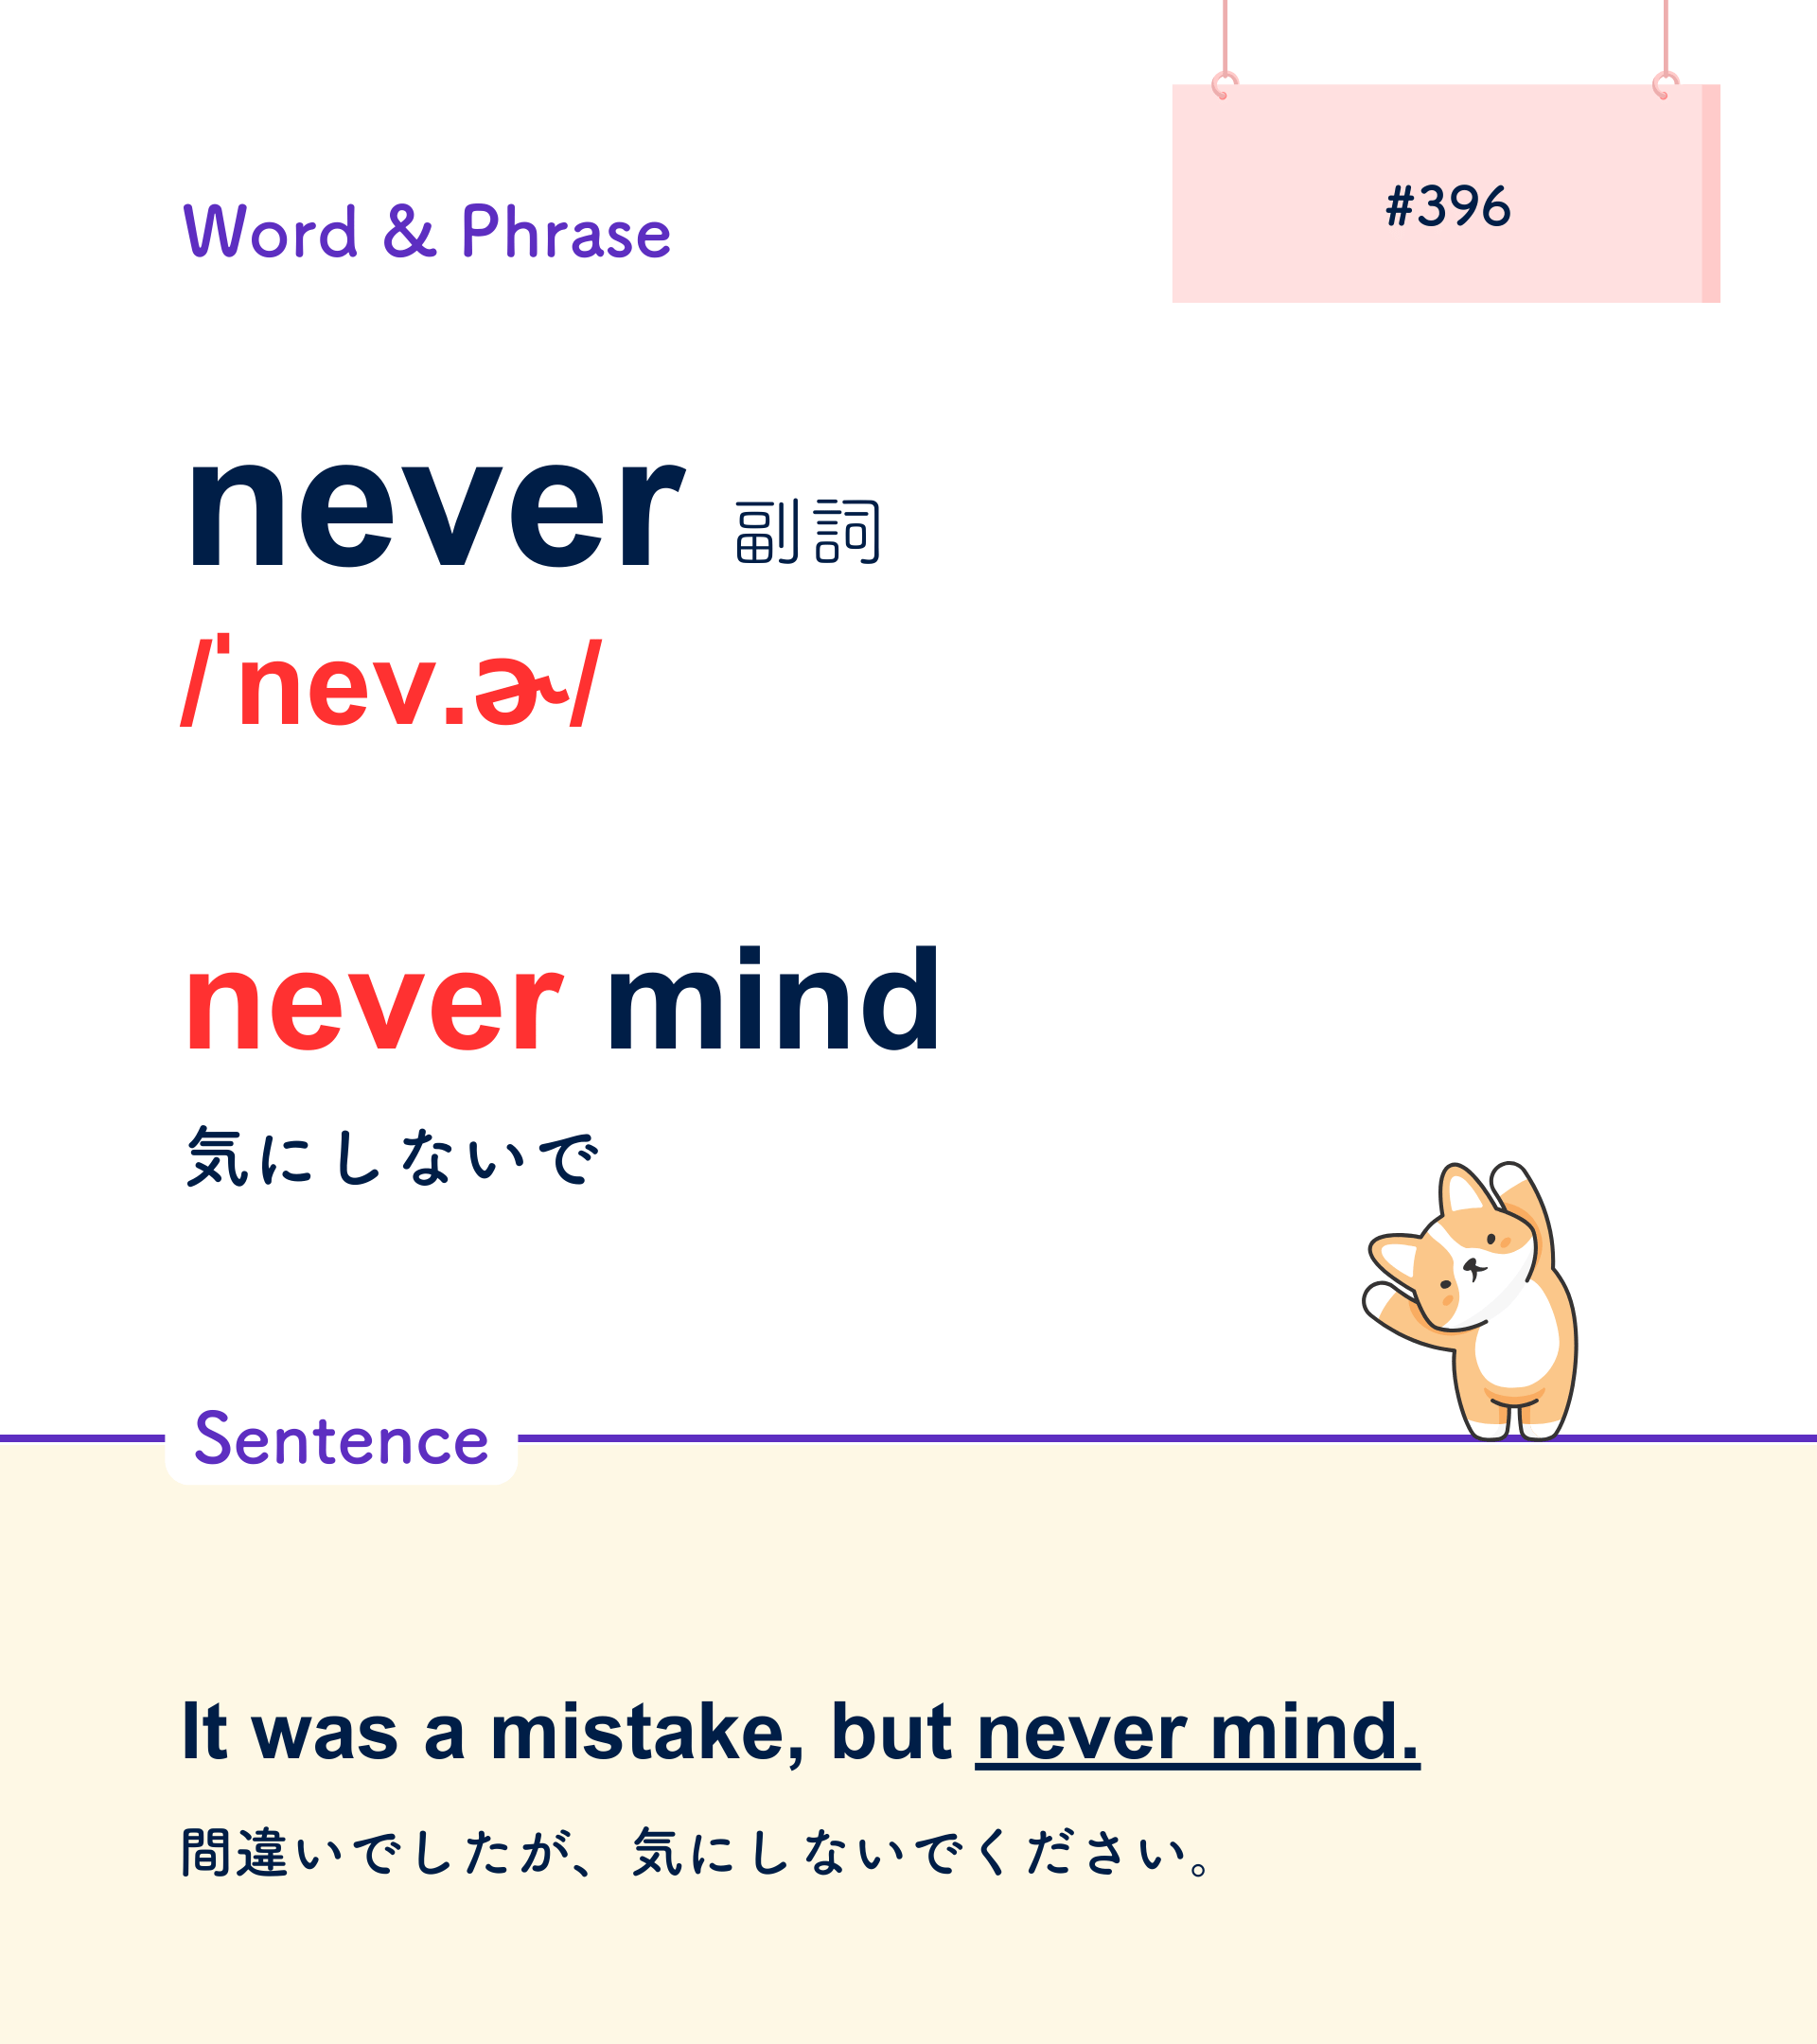 #396
Word & Phrase
never 副詞
/ˈnev.ɚ/
never mind
気にしないで
Sentence
It was a mistake, but never mind.
間違いでしたが、気にしないでください。